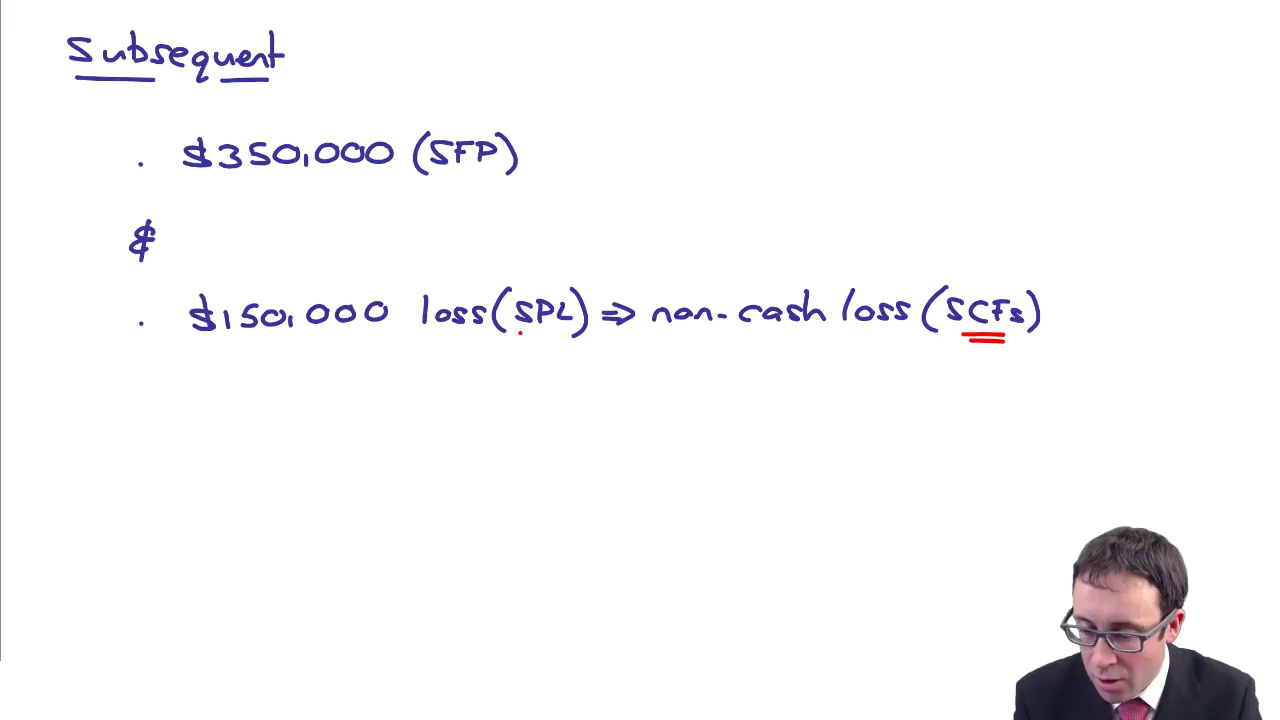 Subsequent
. $350,000 (SFP)
&
. $150,000 loss (SPL) ⇒ non-cash loss (SCFs)